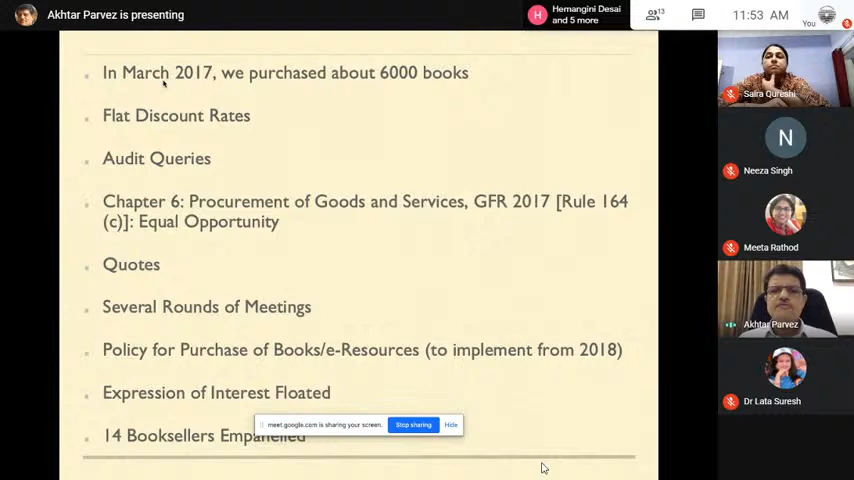 Akhtar Parvez is presenting
H
Hemangini Desai
and 5 more
13
11:53 AM
You
In March 2017, we purchased about 6000 books
Flat Discount Rates
Audit Queries
Chapter 6: Procurement of Goods and Services, GFR 2017 [Rule 164
(c)]: Equal Opportunity
Quotes
Several Rounds of Meetings
Policy for Purchase of Books/e-Resources (to implement from 2018)
Expression of Interest Floated
meet.google.com is sharing your screen.
Stop sharing
Hide
14 Booksellers Empanelled
Saira Qureshi
N
Neeza Singh
Meeta Rathod
Akhtar Parvez
Dr Lata Suresh